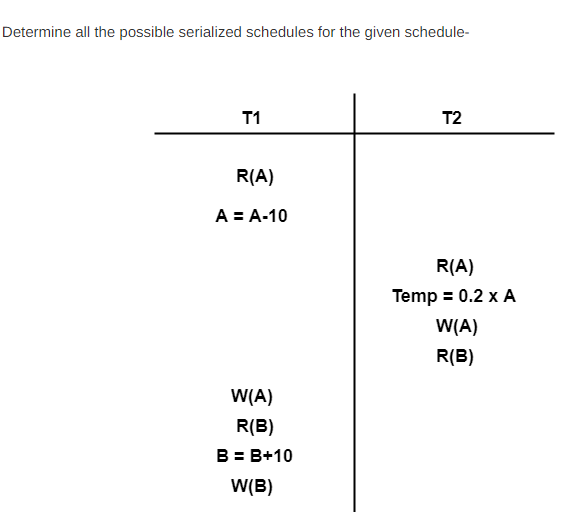 Determine all the possible serialized schedules for the given schedule-
T1 T2
R(A)
A = A-10
R(A)
Temp = 0.2 x A
W(A)
R(B)
W(A)
R(B)
B = B+10
W(B)